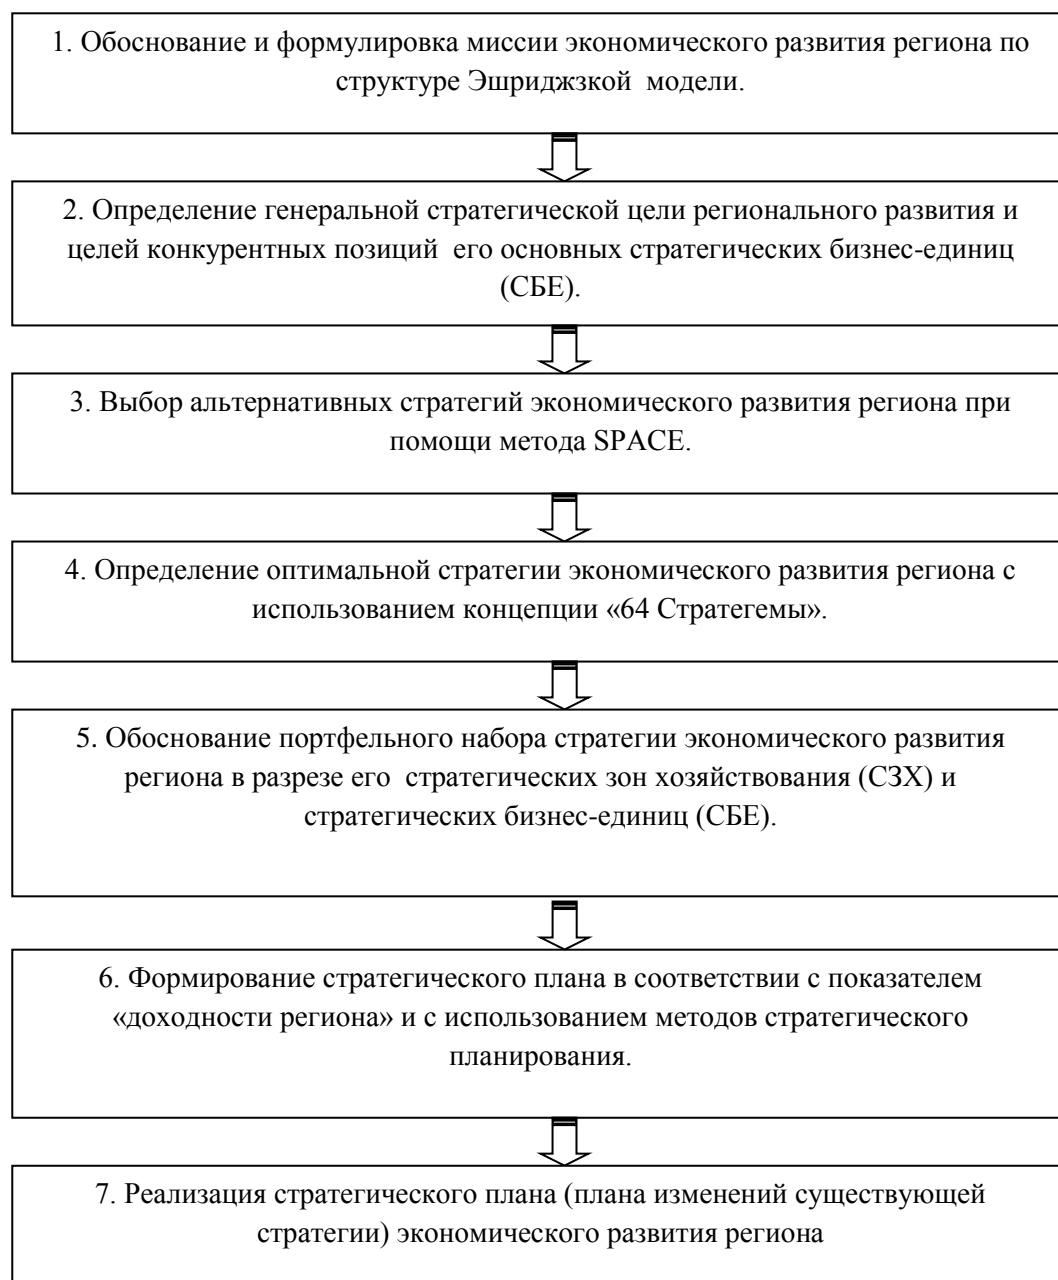 1. Обоснование и формулировка миссии экономического развития региона по
структуре Эшриджзкой модели.
2. Определение генеральной стратегической цели регионального развития и
целей конкурентных позиций его основных стратегических бизнес-единиц
(СБЕ).
3. Выбор альтернативных стратегий экономического развития региона при
помощи метода SPACE.
4. Определение оптимальной стратегии экономического развития региона с
использованием концепции «64 Стратегемы».
5. Обоснование портфельного набора стратегии экономического развития
региона в разрезе его стратегических зон хозяйствования (СЗХ) и
стратегических бизнес-единиц (СБЕ).
6. Формирование стратегического плана в соответствии с показателем
«доходности региона» и с использованием методов стратегического
планирования.
7. Реализация стратегического плана (плана изменений существующей
стратегии) экономического развития региона